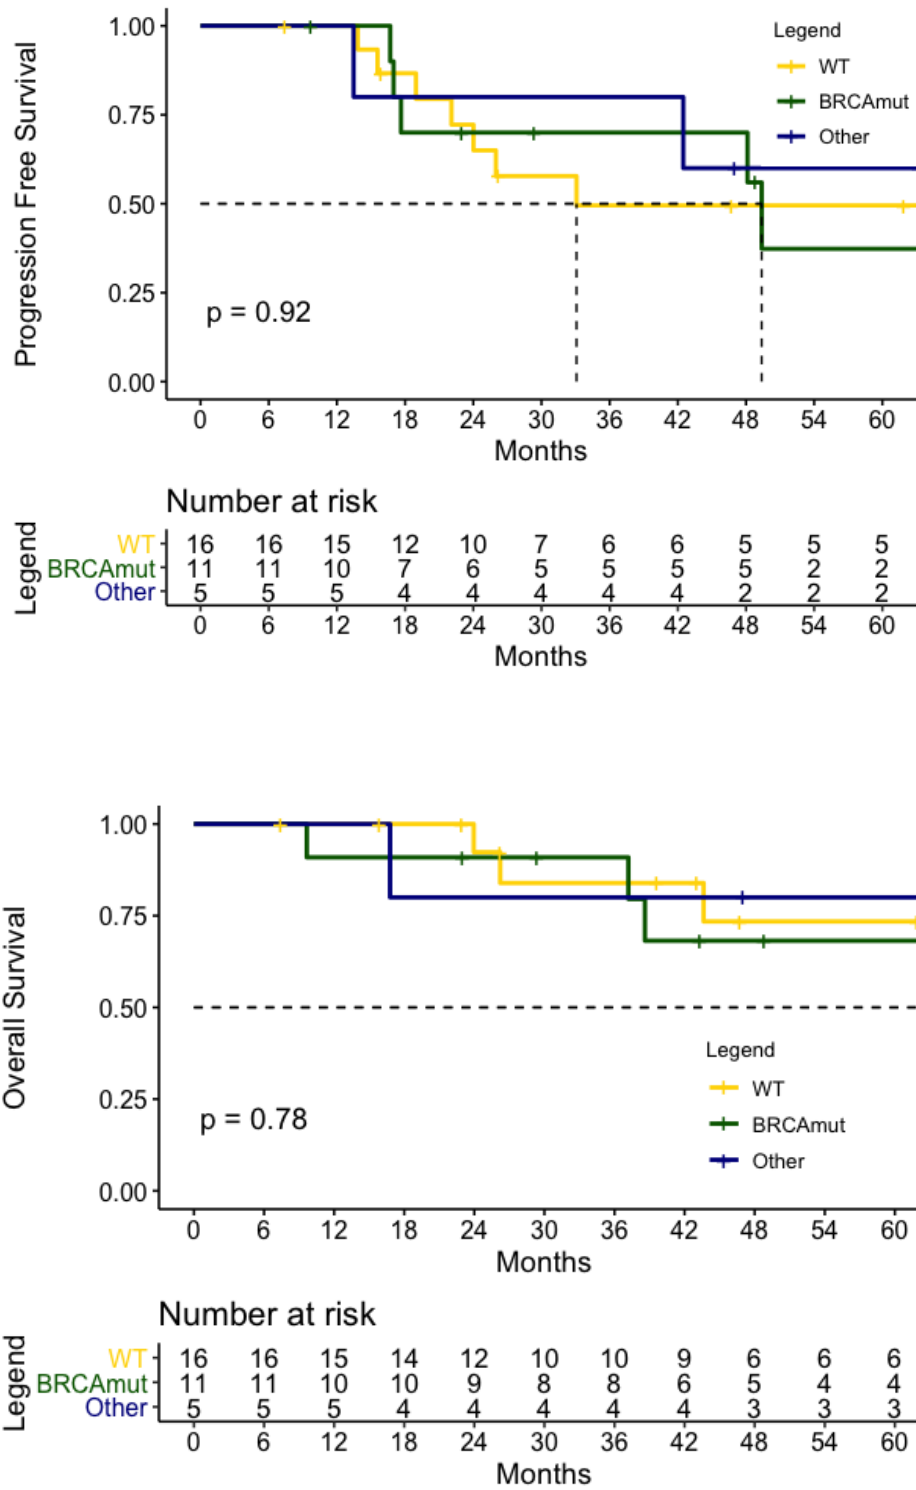 Progression Free Survival
1.00
0.75
0.50
0.25
0.00
Legend
WT
BRCAmut
Other
p = 0.92
0 6 12 18 24 30 36 42 48 54 60
Months
Number at risk
Legend
WT 16 16 15 12 10 7 6 6 5 5 5
BRCAmut 11 11 10 7 6 5 5 5 5 2 2
Other 5 5 5 4 4 4 4 4 2 2 2
0 6 12 18 24 30 36 42 48 54 60
Months
Overall Survival
1.00
0.75
0.50
0.25
0.00
Legend
WT
BRCAmut
Other
p = 0.78
0 6 12 18 24 30 36 42 48 54 60
Months
Number at risk
Legend
WT 16 16 15 14 12 10 10 9 6 6 6
BRCAmut 11 11 10 10 9 8 8 6 5 4 4
Other 5 5 5 4 4 4 4 4 3 3 3
0 6 12 18 24 30 36 42 48 54 60
Months